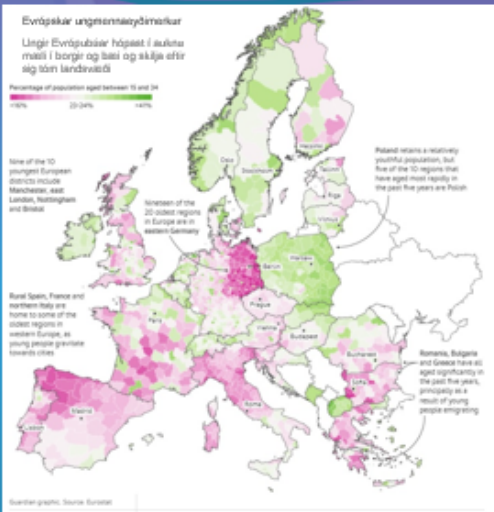 Evrópskar ungmennaeyðimerkur
Ungir Evrópubúar hópast í auknu
mæli í borgir og bæi og skilja eftir
sig tóm landsvæði
Percentage of population aged between 15 and 34
<16% 22-24% >41%
Nine of the 10
youngest European
districts include
Manchester, east
London, Nottingham
and Bristol
Nineteen of the
20 oldest regions
in Europe are in
eastern Germany
Poland retains a relatively
youthful population, but
five of the 10 regions that
have aged most rapidly in
the past five years are Polish
Oslo
Stockholm
Helsinki
Tallinn
Riga
Vilnius
Berlin
Warsaw
Prague
Paris
Vienna
Budapest
Bucharest
Sofia
Rome
Madrid
Lisbon
Rural Spain, France and
northern Italy are
home to some of the
oldest regions in
western Europe, as
young people gravitate
towards cities
Romania, Bulgaria
and Greece have all
aged significantly in
the past five years,
principally as a
result of young
people emigrating
Guardian graphic. Source: Eurostat